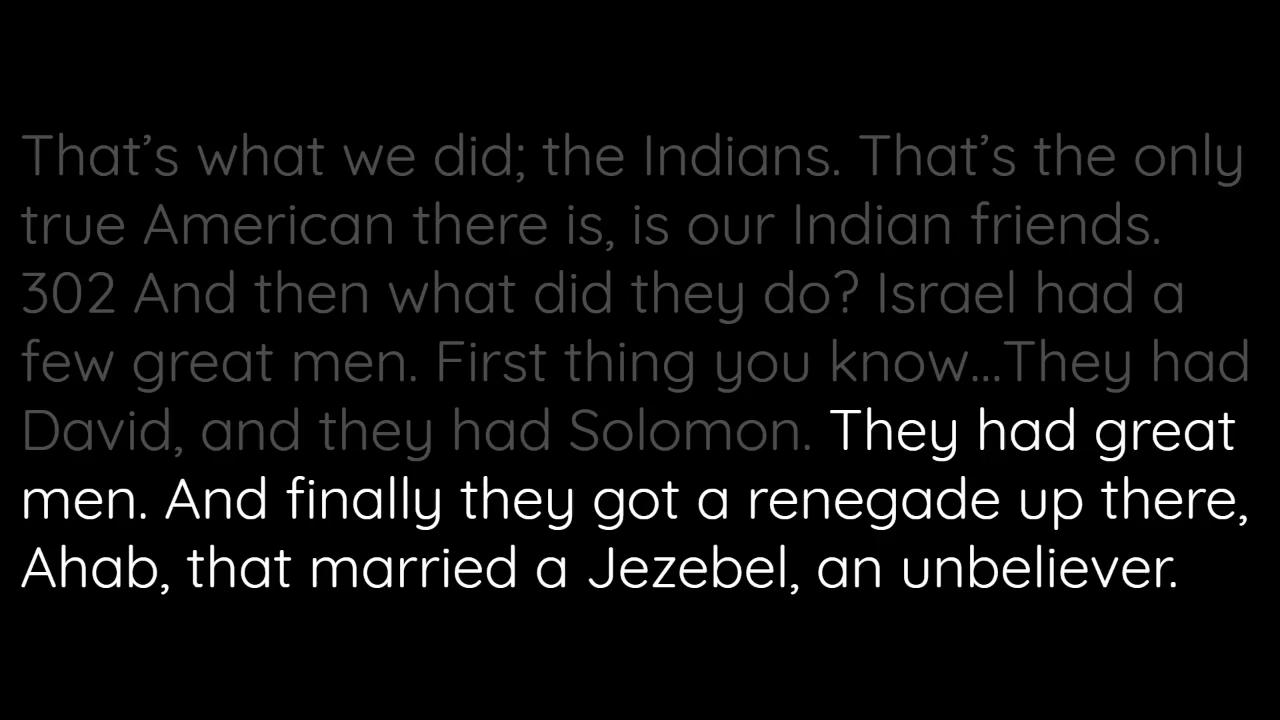 That’s what we did; the Indians. That’s the only
true American there is, is our Indian friends.
302 And then what did they do? Israel had a
few great men. First thing you know...They had
David, and they had Solomon. They had great
men. And finally they got a renegade up there,
Ahab, that married a Jezebel, an unbeliever.